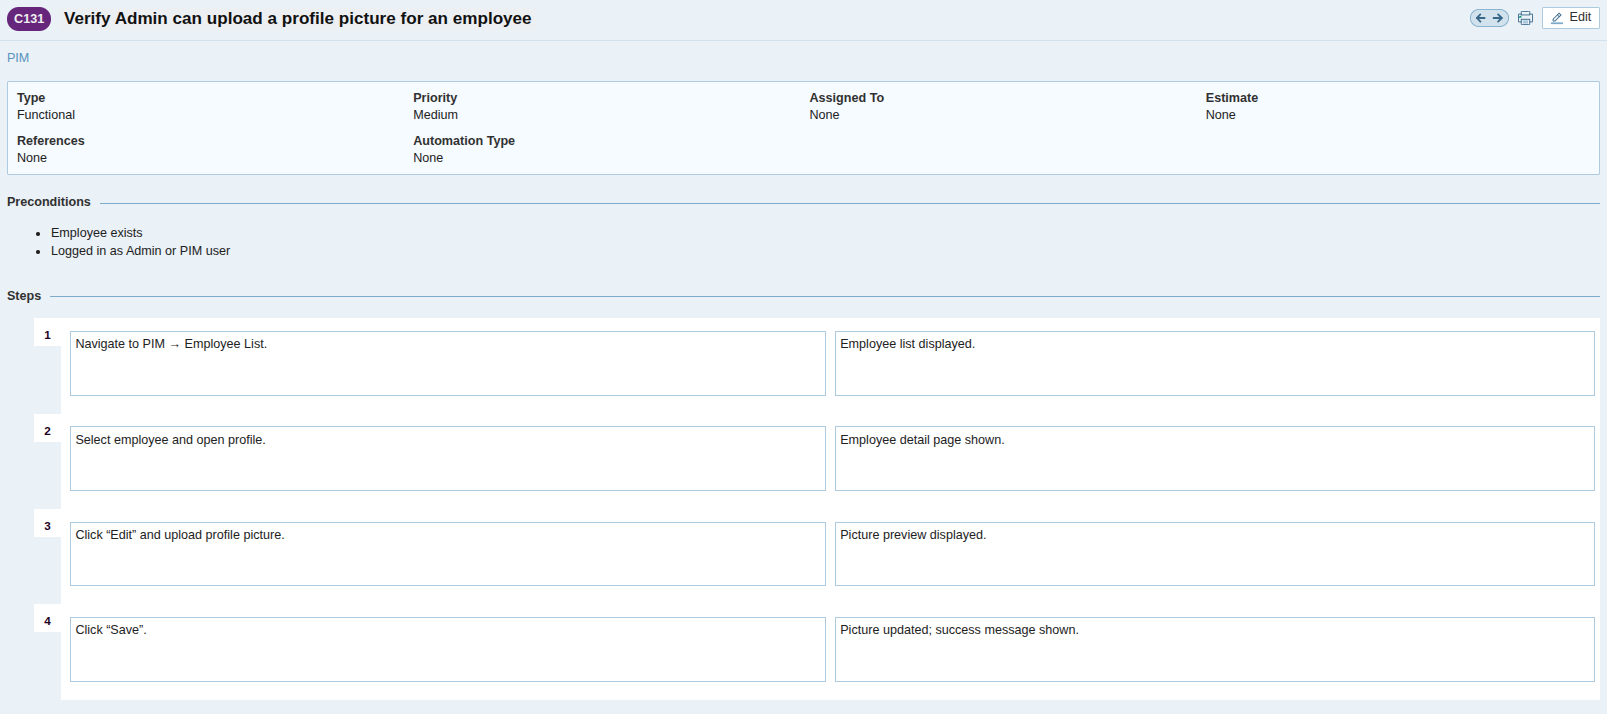 C131 Verify Admin can upload a profile picture for an employee Edit
PIM
Type Priority Assigned To Estimate
Functional Medium None None
References Automation Type
None None
Preconditions
• Employee exists
• Logged in as Admin or PIM user
Steps
1 Navigate to PIM → Employee List. Employee list displayed.
2 Select employee and open profile. Employee detail page shown.
3 Click “Edit” and upload profile picture. Picture preview displayed.
4 Click “Save”. Picture updated; success message shown.